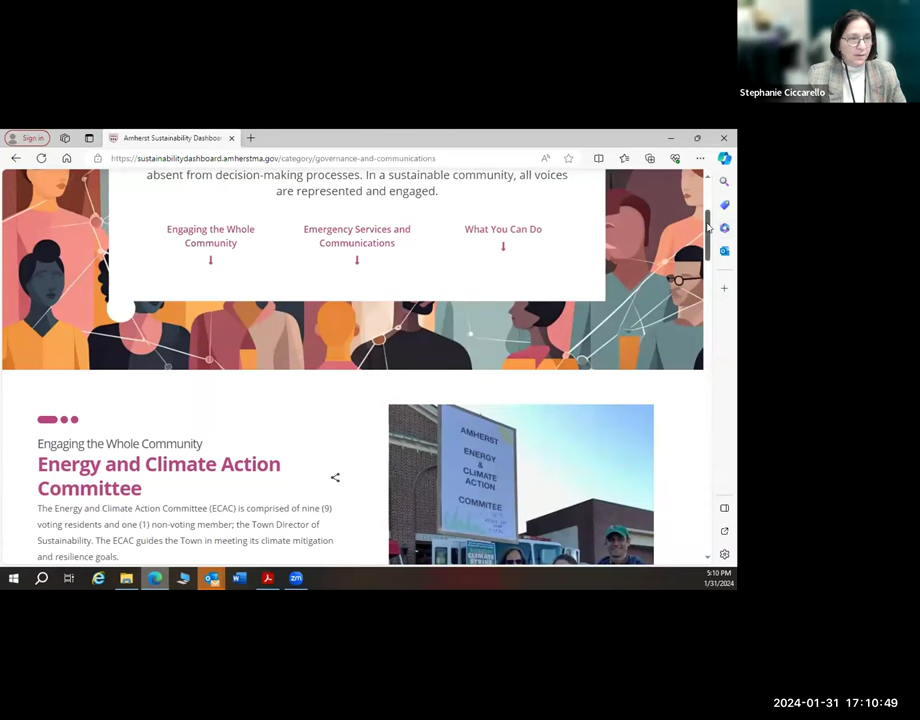 Stephanie Ciccarello
Sign in
Amherst Sustainability Dashboa
https://sustainabilitydashboard.amherstma.gov/category/governance-and-communications
absent from decision-making processes. In a sustainable community, all voices
are represented and engaged.
Engaging the Whole
Community
Emergency Services and
Communications
What You Can Do
Engaging the Whole Community
Energy and Climate Action
Committee
The Energy and Climate Action Committee (ECAC) is comprised of nine (9)
voting residents and one (1) non-voting member; the Town Director of
Sustainability. The ECAC guides the Town in meeting its climate mitigation
and resilience goals.
AMHERST
ENERGY
&
CLIMATE
ACTION
COMMITEE
CLIMATE
5:10 PM
1/31/2024
2024-01-31 17:10:49